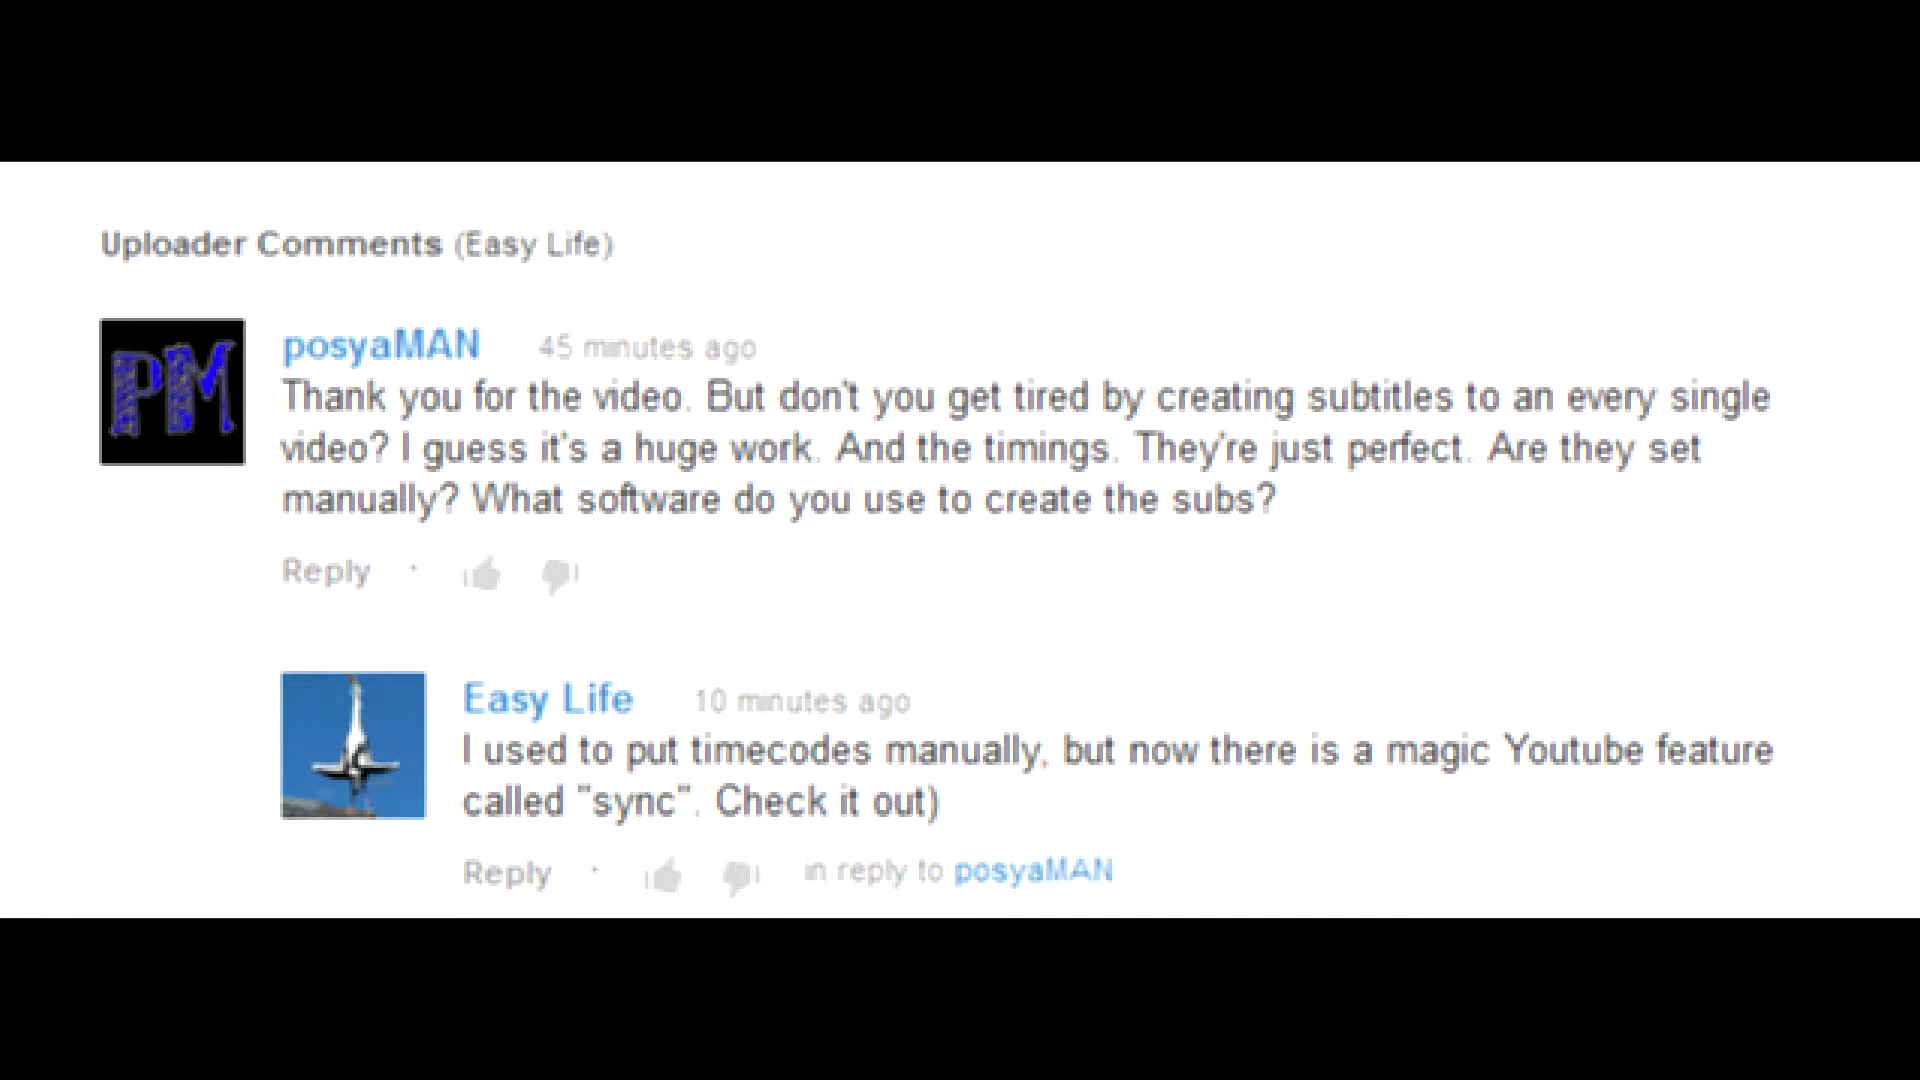 Uploader Comments (Easy Life)
PM
posyaMAN 45 minutes ago
Thank you for the video. But don't you get tired by creating subtitles to an every single
video? I guess it's a huge work. And the timings. They're just perfect. Are they set
manually? What software do you use to create the subs?
Reply ·
Easy Life 10 minutes ago
I used to put timecodes manually, but now there is a magic Youtube feature
called "sync". Check it out)
Reply · in reply to posyaMAN